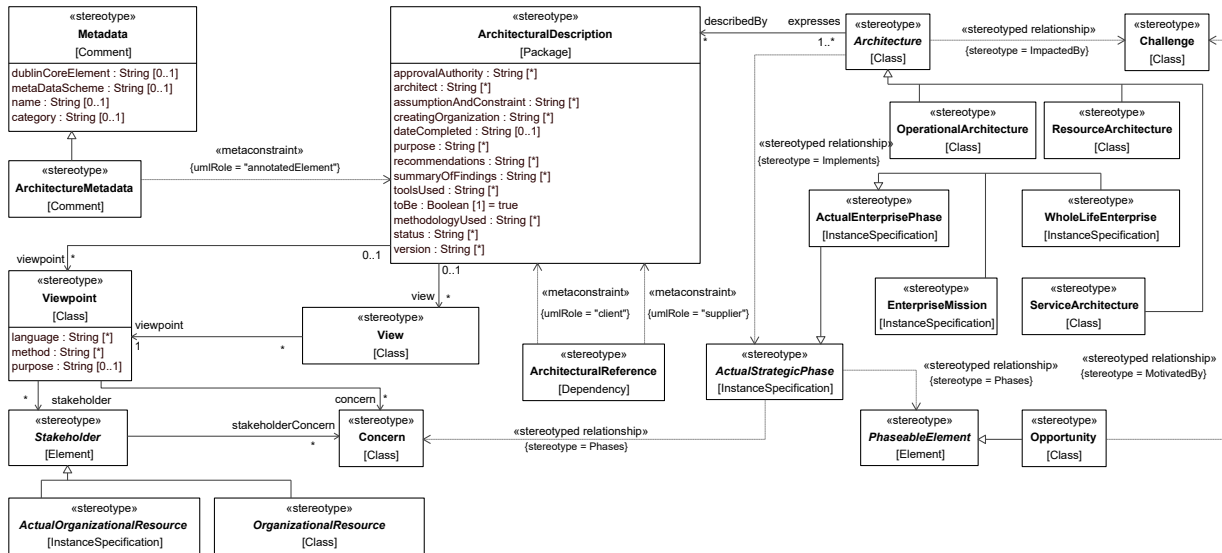 «stereotype»
Metadata
[Comment]
dublinCoreElement : String [0..1]
metaDataScheme : String [0..1]
name : String [0..1]
category : String [0..1]
«stereotype»
ArchitectureMetadata
[Comment]
«metaconstraint»
{umlRole = "annotatedElement"}
«stereotype»
ArchitecturalDescription
[Package]
approvalAuthority : String [*]
architect : String [*]
assumptionAndConstraint : String [*]
creatingOrganization : String [*]
dateCompleted : String [0..1]
purpose : String [*]
recommendations : String [*]
summaryOfFindings : String [*]
toolsUsed : String [*]
toBe : Boolean [1] = true
methodologyUsed : String [*]
status : String [*]
version : String [*]
describedBy
expresses
*
1..*
«stereotype»
Architecture
[Class]
«stereotyped relationship»
{stereotype = ImpactedBy}
«stereotype»
Challenge
[Class]
«stereotype»
OperationalArchitecture
[Class]
«stereotype»
ResourceArchitecture
[Class]
«stereotyped relationship»
{stereotype = Implements}
«stereotype»
ActualEnterprisePhase
[InstanceSpecification]
«stereotype»
WholeLifeEnterprise
[InstanceSpecification]
«stereotype»
EnterpriseMission
[InstanceSpecification]
«stereotype»
ServiceArchitecture
[Class]
0..1
viewpoint
*
0..1
view
*
«stereotype»
Viewpoint
[Class]
language : String [*]
method : String [*]
purpose : String [0..1]
viewpoint
1
*
«stereotype»
View
[Class]
«metaconstraint»
{umlRole = "client"}
«metaconstraint»
{umlRole = "supplier"}
«stereotype»
ArchitecturalReference
[Dependency]
«stereotype»
ActualStrategicPhase
[InstanceSpecification]
«stereotyped relationship»
{stereotype = Phases}
«stereotyped relationship»
{stereotype = MotivatedBy}
*
stakeholder
concern
*
«stereotype»
Stakeholder
[Element]
stakeholderConcern
*
«stereotype»
Concern
[Class]
«stereotyped relationship»
{stereotype = Phases}
«stereotype»
PhaseableElement
[Element]
«stereotype»
Opportunity
[Class]
«stereotype»
ActualOrganizationalResource
[InstanceSpecification]
«stereotype»
OrganizationalResource
[Class]